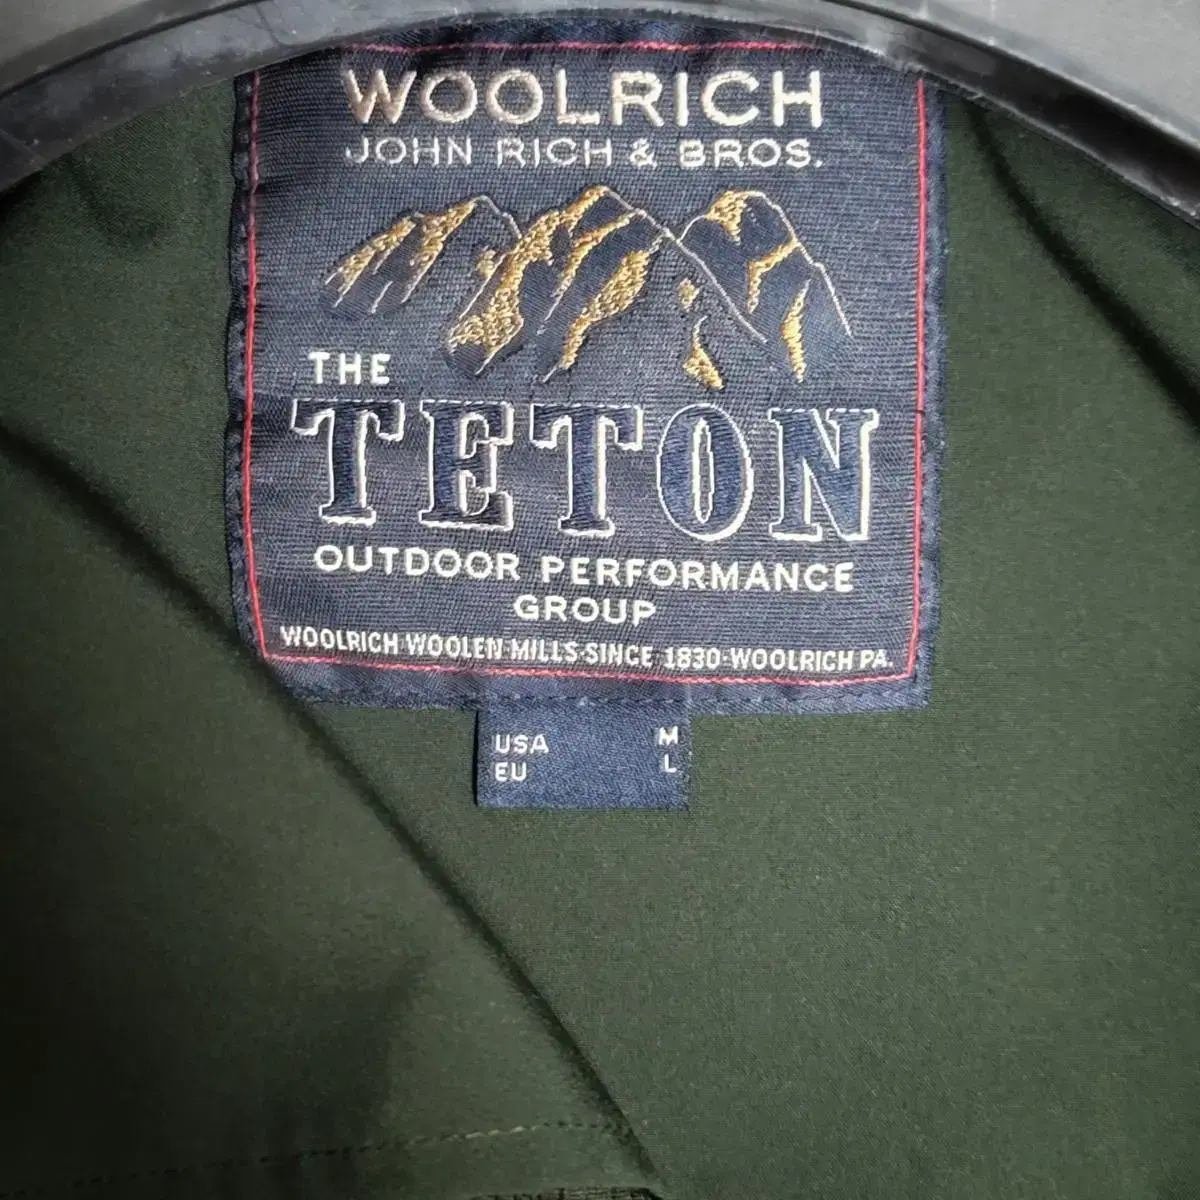 WOOLRICH
JOHN RICH & BROS.
THE
TETON
OUTDOOR PERFORMANCE
GROUP
WOOLRICH·WOOLEN·MILLS·SINCE 1830·WOOLRICH PA.
USA M
EU L